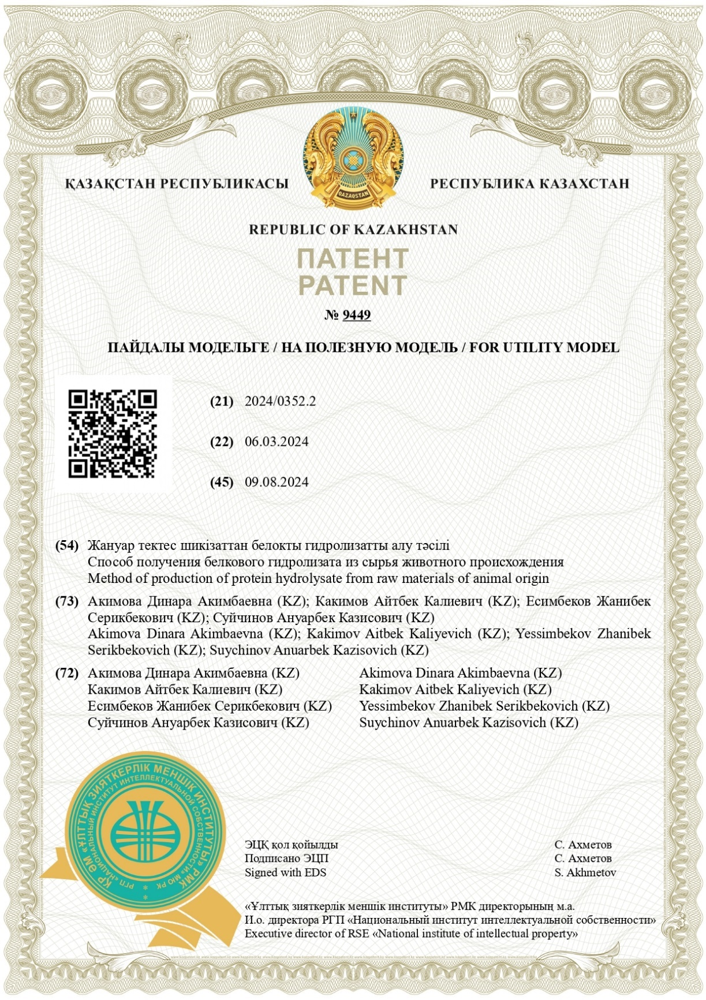 ҚАЗАҚСТАН РЕСПУБЛИКАСЫ
РЕСПУБЛИКА КАЗАХСТАН
QAZAQSTAN
REPUBLIC OF KAZAKHSTAN
ПАТЕНТ
PATENT
№ 9449
ПАЙДАЛЫ МОДЕЛЬГЕ / НА ПОЛЕЗНУЮ МОДЕЛЬ / FOR UTILITY MODEL
(21) 2024/0352.2
(22) 06.03.2024
(45) 09.08.2024
(54) Жануар тектес шикізаттан белокты гидролизатты алу тәсілі
Способ получения белкового гидролизата из сырья животного происхождения
Method of production of protein hydrolysate from raw materials of animal origin
(73) Акимова Динара Акимбаевна (KZ); Какимов Айтбек Калиевич (KZ); Есимбеков Жанибек
Серикбекович (KZ); Суйчинов Ануарбек Казисович (KZ)
Akimova Dinara Akimbaevna (KZ); Kakimov Aitbek Kaliyevich (KZ); Yessimbekov Zhanibek
Serikbekovich (KZ); Suychinov Anuarbek Kazisovich (KZ)
(72) Акимова Динара Акимбаевна (KZ) Akimova Dinara Akimbaevna (KZ)
Какимов Айтбек Калиевич (KZ) Kakimov Aitbek Kaliyevich (KZ)
Есимбеков Жанибек Серикбекович (KZ) Yessimbekov Zhanibek Serikbekovich (KZ)
Суйчинов Ануарбек Казисович (KZ) Suychinov Anuarbek Kazisovich (KZ)
ҚР ӘМ «ҰЛТТЫҚ ЗИЯТКЕРЛІК МЕНШІК ИНСТИТУТЫ» РМК
РГП «НАЦИОНАЛЬНЫЙ ИНСТИТУТ ИНТЕЛЛЕКТУАЛЬНОЙ СОБСТВЕННОСТИ» МЮ РК
ЭЦҚ қол қойылды С. Ахметов
Подписано ЭЦП С. Ахметов
Signed with EDS S. Akhmetov
«Ұлттық зияткерлік меншік институты» РМК директорының м.а.
И.о. директора РГП «Национальный институт интеллектуальной собственности»
Executive director of RSE «National institute of intellectual property»